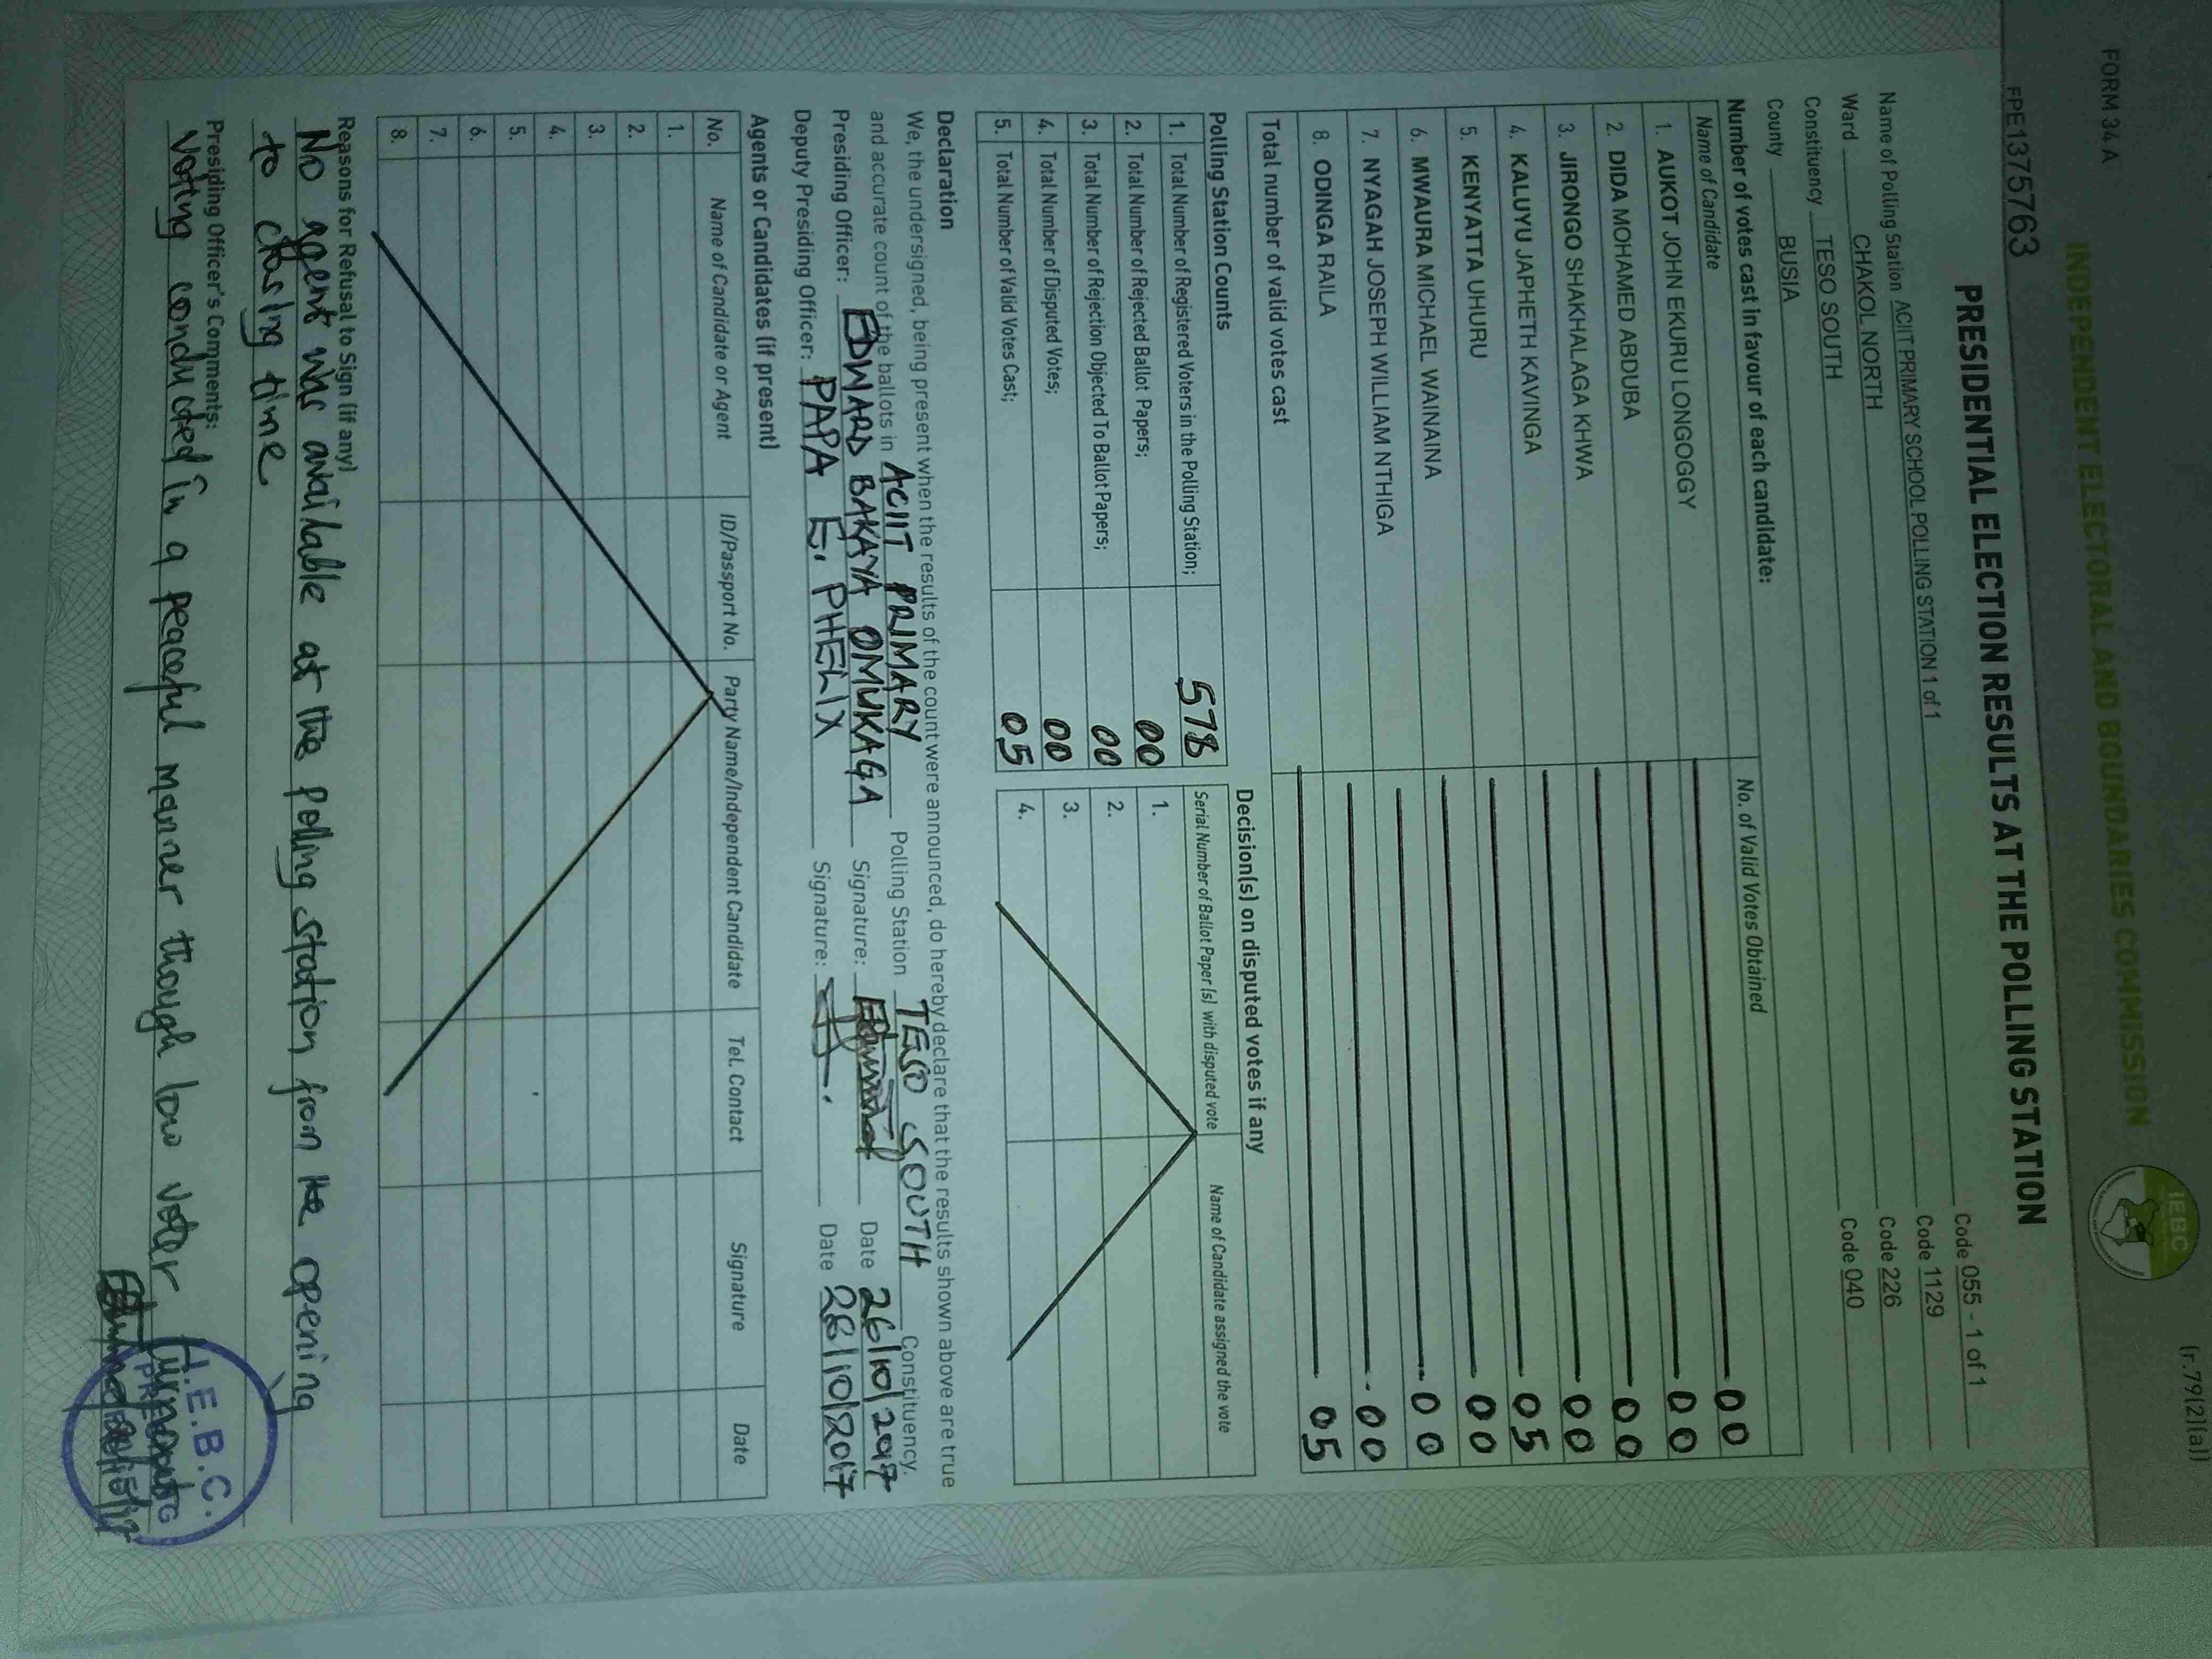 FORM 34 A
(r.79(2)(a))
INDEPENDENT ELECTORAL AND BOUNDARIES COMMISSION
IEBC
FPE1375763
PRESIDENTIAL ELECTION RESULTS AT THE POLLING STATION
Name of Polling Station ACIIT PRIMARY SCHOOL POLLING STATION 1 of 1 Code 055 - 1 of 1
Ward CHAKOL NORTH Code 1129
Constituency TESO SOUTH Code 226
County BUSIA Code 040
Number of votes cast in favour of each candidate:
Name of Candidate No. of Valid Votes Obtained
1. AUKOT JOHN EKURU LONGOGGY 00
2. DIDA MOHAMED ABDUBA 00
3. JIRONGO SHAKHALAGA KHWA 00
4. KALUYU JAPHETH KAVINGA 00
5. KENYATTA UHURU 05
6. MWAURA MICHAEL WAINAINA 00
7. NYAGAH JOSEPH WILLIAM NTHIGA 00
8. ODINGA RAILA 00
Total number of valid votes cast 05
Polling Station Counts
1. Total Number of Registered Voters in the Polling Station; 578
2. Total Number of Rejected Ballot Papers; 00
3. Total Number of Rejection Objected To Ballot Papers; 00
4. Total Number of Disputed Votes; 00
5. Total Number of Valid Votes Cast; 05
Decision(s) on disputed votes if any
Serial Number of Ballot Paper (s) with disputed vote Name of Candidate assigned the vote
1.
2.
3.
4.
Declaration
We, the undersigned, being present when the results of the count were announced, do hereby declare that the results shown above are true
and accurate count of the ballots in ACIIT PRIMARY Polling Station TESO SOUTH Constituency.
Presiding Officer: EDWARD BAKAYA OMUKAGA Signature: Date 26/10/2017
Deputy Presiding Officer: PAPA E. PHELIX Signature: Date 26/10/2017
Agents or Candidates (if present)
No. Name of Candidate or Agent ID/Passport No. Party Name/Independent Candidate Tel. Contact Signature Date
1.
2.
3.
4.
5.
6.
7.
8.
Reasons for Refusal to Sign (if any)
No agent was available at the polling station from the opening
to closing time
Presiding Officer's Comments:
Voting conducted in a peaceful manner though low voter turnout
I.E.B.C.